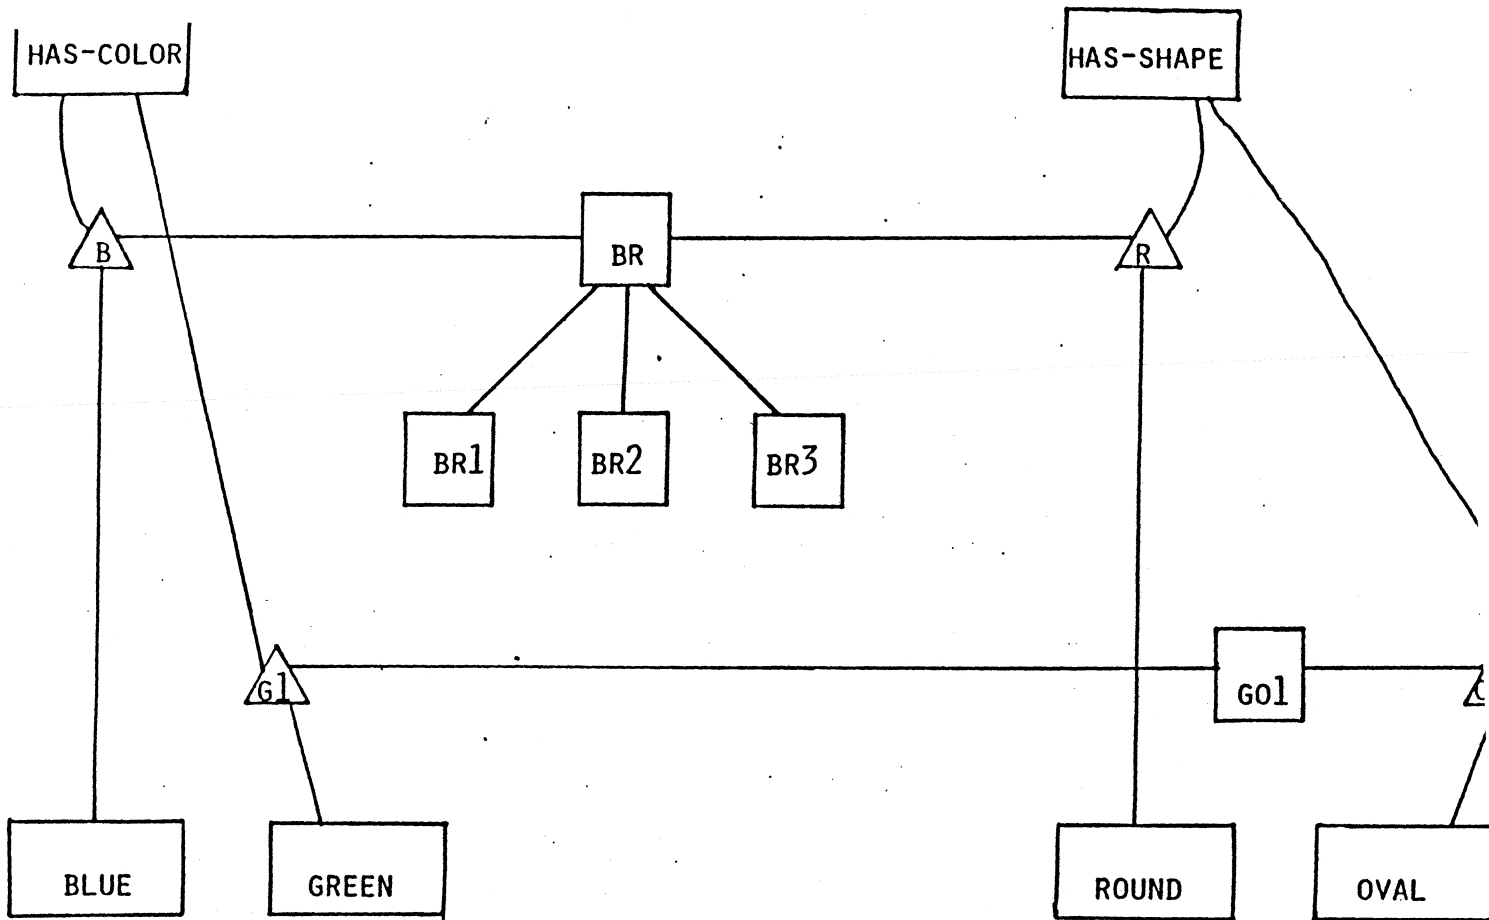 HAS-COLOR
HAS-SHAPE
B
BR
R
BR1
BR2
BR3
G1
GO1
BLUE
GREEN
ROUND
OVAL